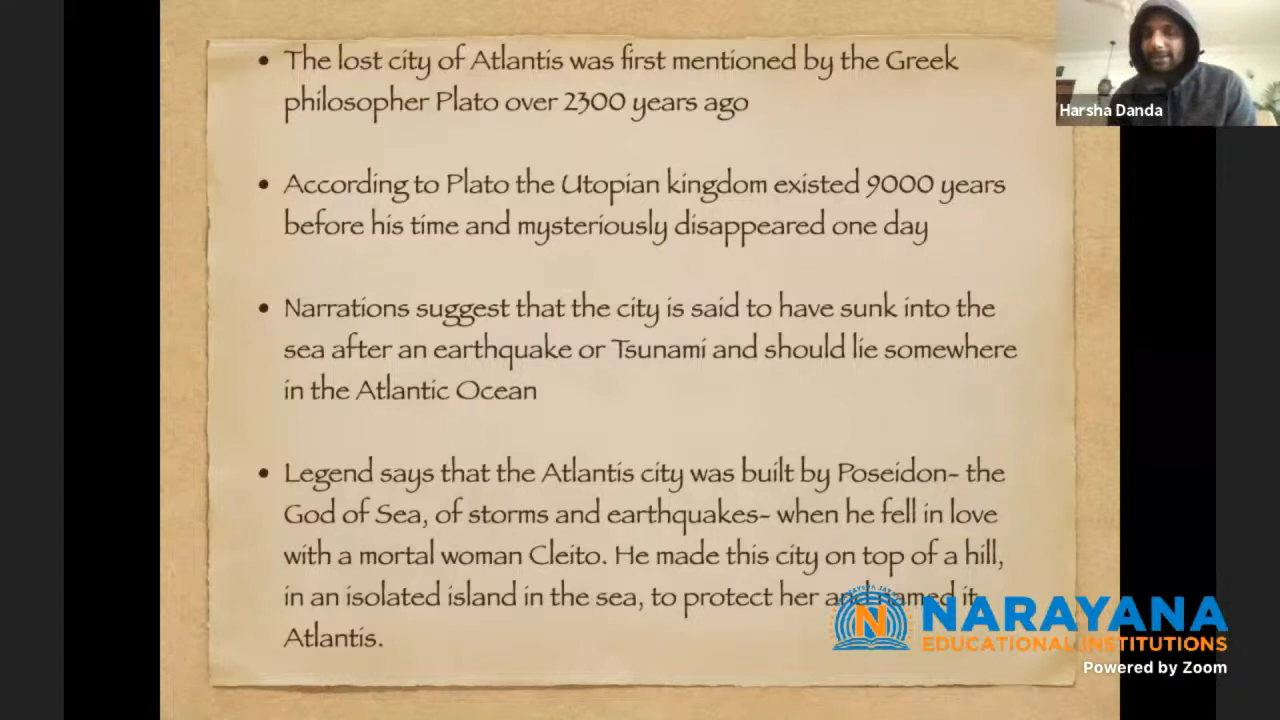 • The lost city of Atlantis was first mentioned by the Greek
philosopher Plato over 2300 years ago
• According to Plato the Utopian kingdom existed 9000 years
before his time and mysteriously disappeared one day
• Narrations suggest that the city is said to have sunk into the
sea after an earthquake or Tsunami and should lie somewhere
in the Atlantic Ocean
• Legend says that the Atlantis city was built by Poseidon- the
God of Sea, of storms and earthquakes- when he fell in love
with a mortal woman Cleito. He made this city on top of a hill,
in an isolated island in the sea, to protect her and named it
Atlantis.
Harsha Danda
N
NARAYANA
EDUCATIONAL INSTITUTIONS
Powered by Zoom